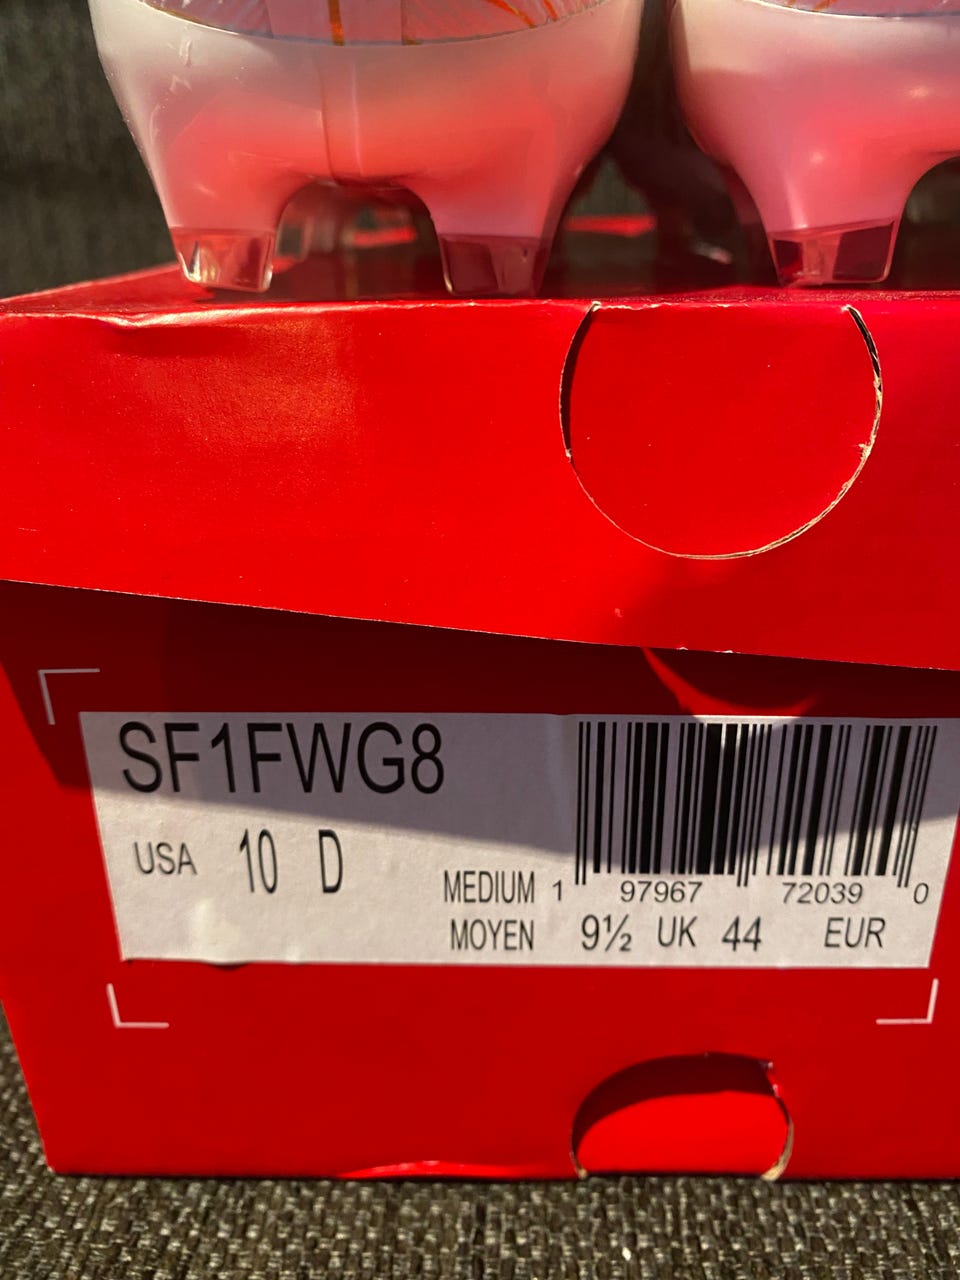 SF1FWG8
USA 10 D
MEDIUM 1 97967 72039 0
MOYEN 9½ UK 44 EUR